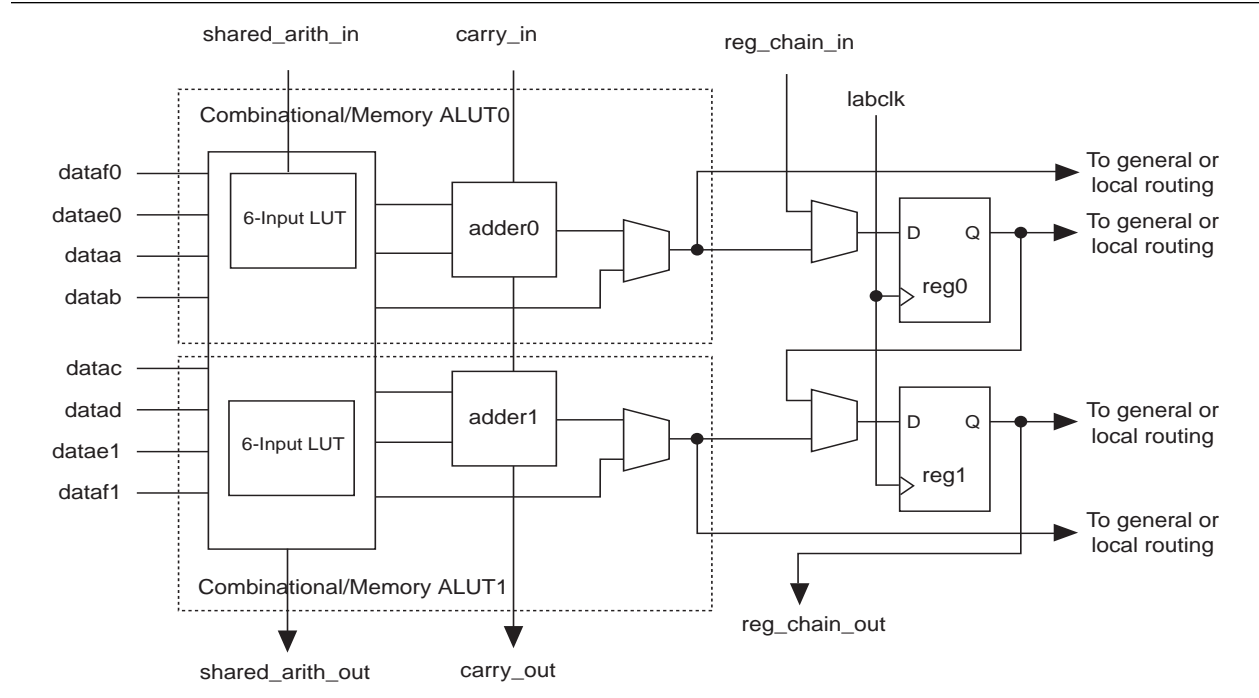 shared_arith_in
carry_in
reg_chain_in
labclk
Combinational/Memory ALUT0
dataf0
datae0
dataa
datab
6-Input LUT
adder0
D
Q
reg0
To general or
local routing
To general or
local routing
datac
datad
datae1
dataf1
6-Input LUT
adder1
D
Q
reg1
To general or
local routing
To general or
local routing
Combinational/Memory ALUT1
reg_chain_out
shared_arith_out
carry_out